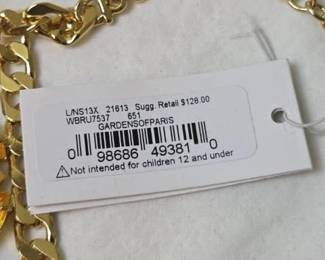 L/NS13X 21613 Sugg. Retail $128.00
WBRU7537 651
GARDENSOFPARIS
0 98686 49381 0
⚠Not intended for children 12 and under